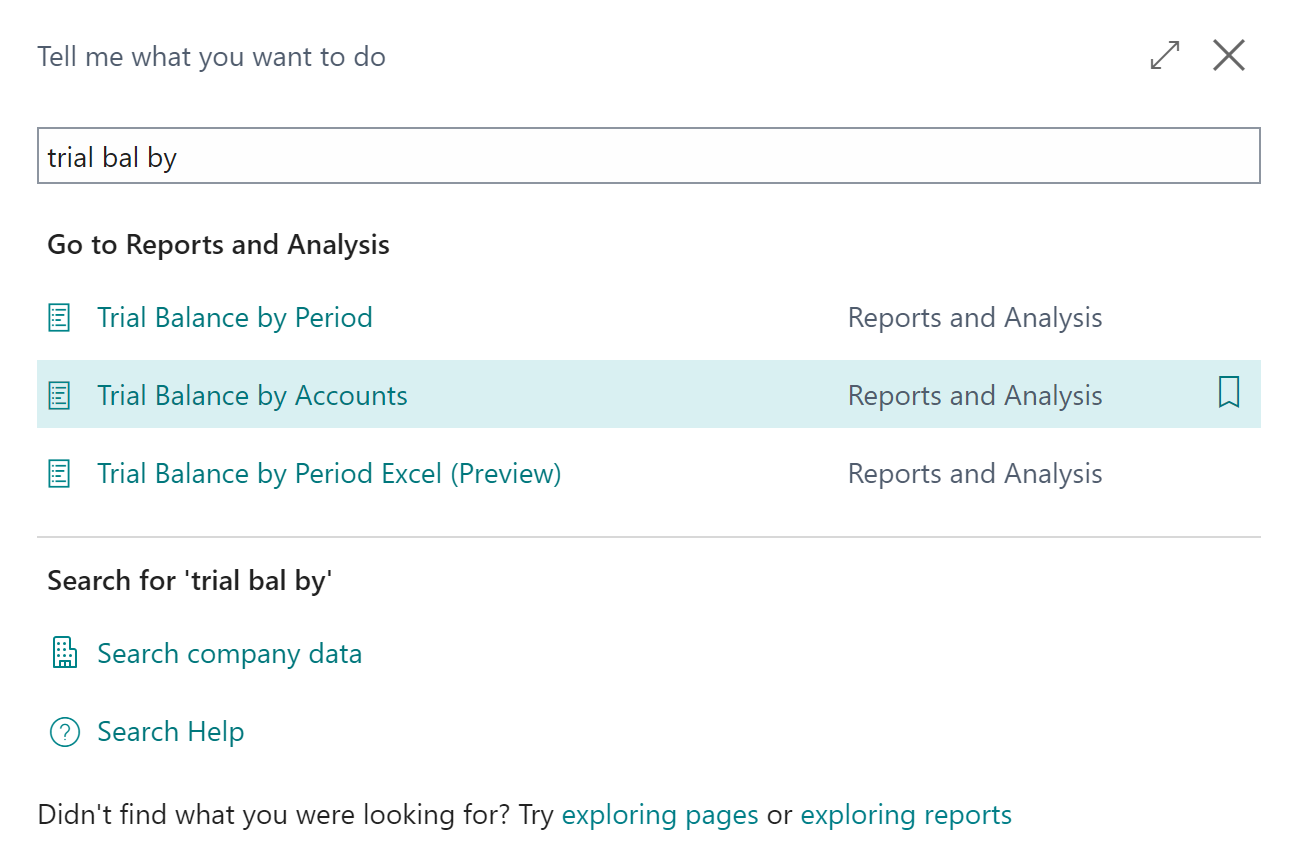 Tell me what you want to do
trial bal by
Go to Reports and Analysis
Trial Balance by Period Reports and Analysis
Trial Balance by Accounts Reports and Analysis
Trial Balance by Period Excel (Preview) Reports and Analysis
Search for 'trial bal by'
Search company data
Search Help
Didn't find what you were looking for? Try exploring pages or exploring reports